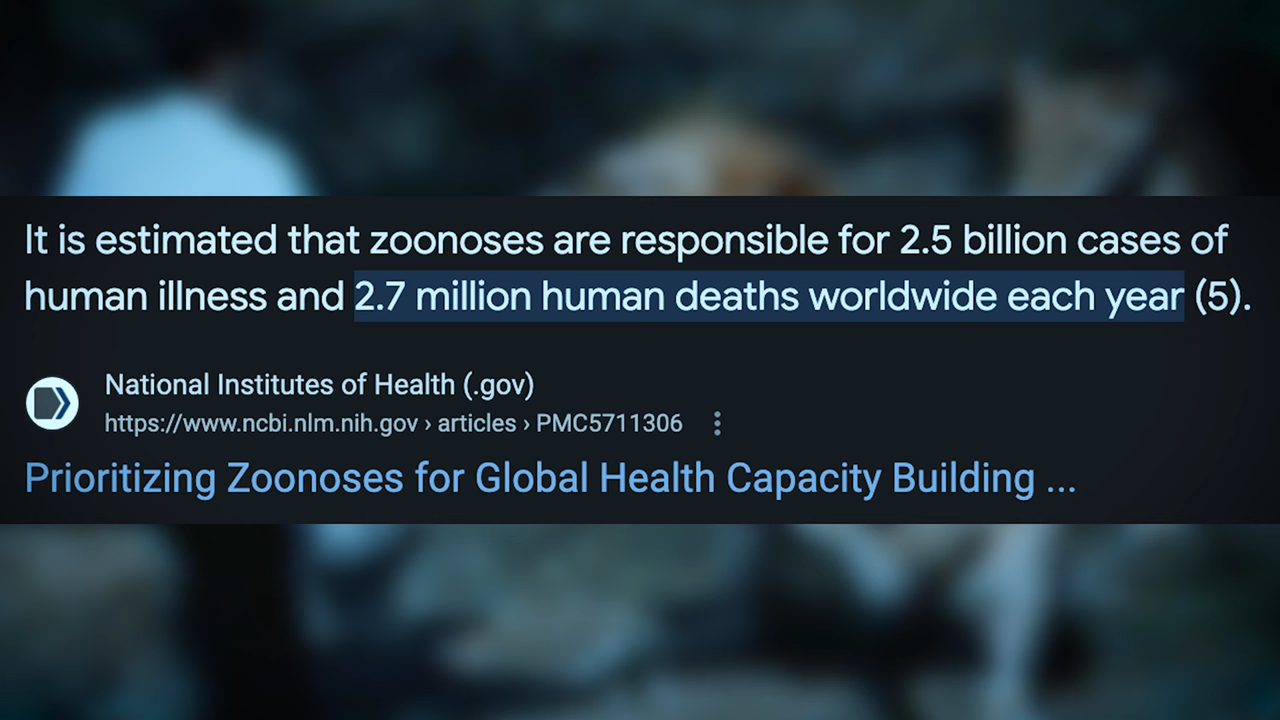 It is estimated that zoonoses are responsible for 2.5 billion cases of
human illness and 2.7 million human deaths worldwide each year (5).
National Institutes of Health (.gov)
https://www.ncbi.nlm.nih.gov › articles › PMC5711306
Prioritizing Zoonoses for Global Health Capacity Building ...